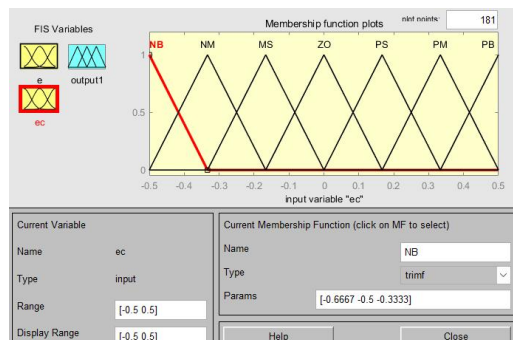 FIS Variables
Membership function plots
plot points:
181
NB NM MS ZO PS PM PB
e output1
ec
1
0.5
0
-0.5 -0.4 -0.3 -0.2 -0.1 0 0.1 0.2 0.3 0.4 0.5
input variable "ec"
Current Variable
Name ec
Type input
Range [-0.5 0.5]
Display Range [-0.5 0.5]
Current Membership Function (click on MF to select)
Name NB
Type trimf
Params [-0.6667 -0.5 -0.3333]
Help Close